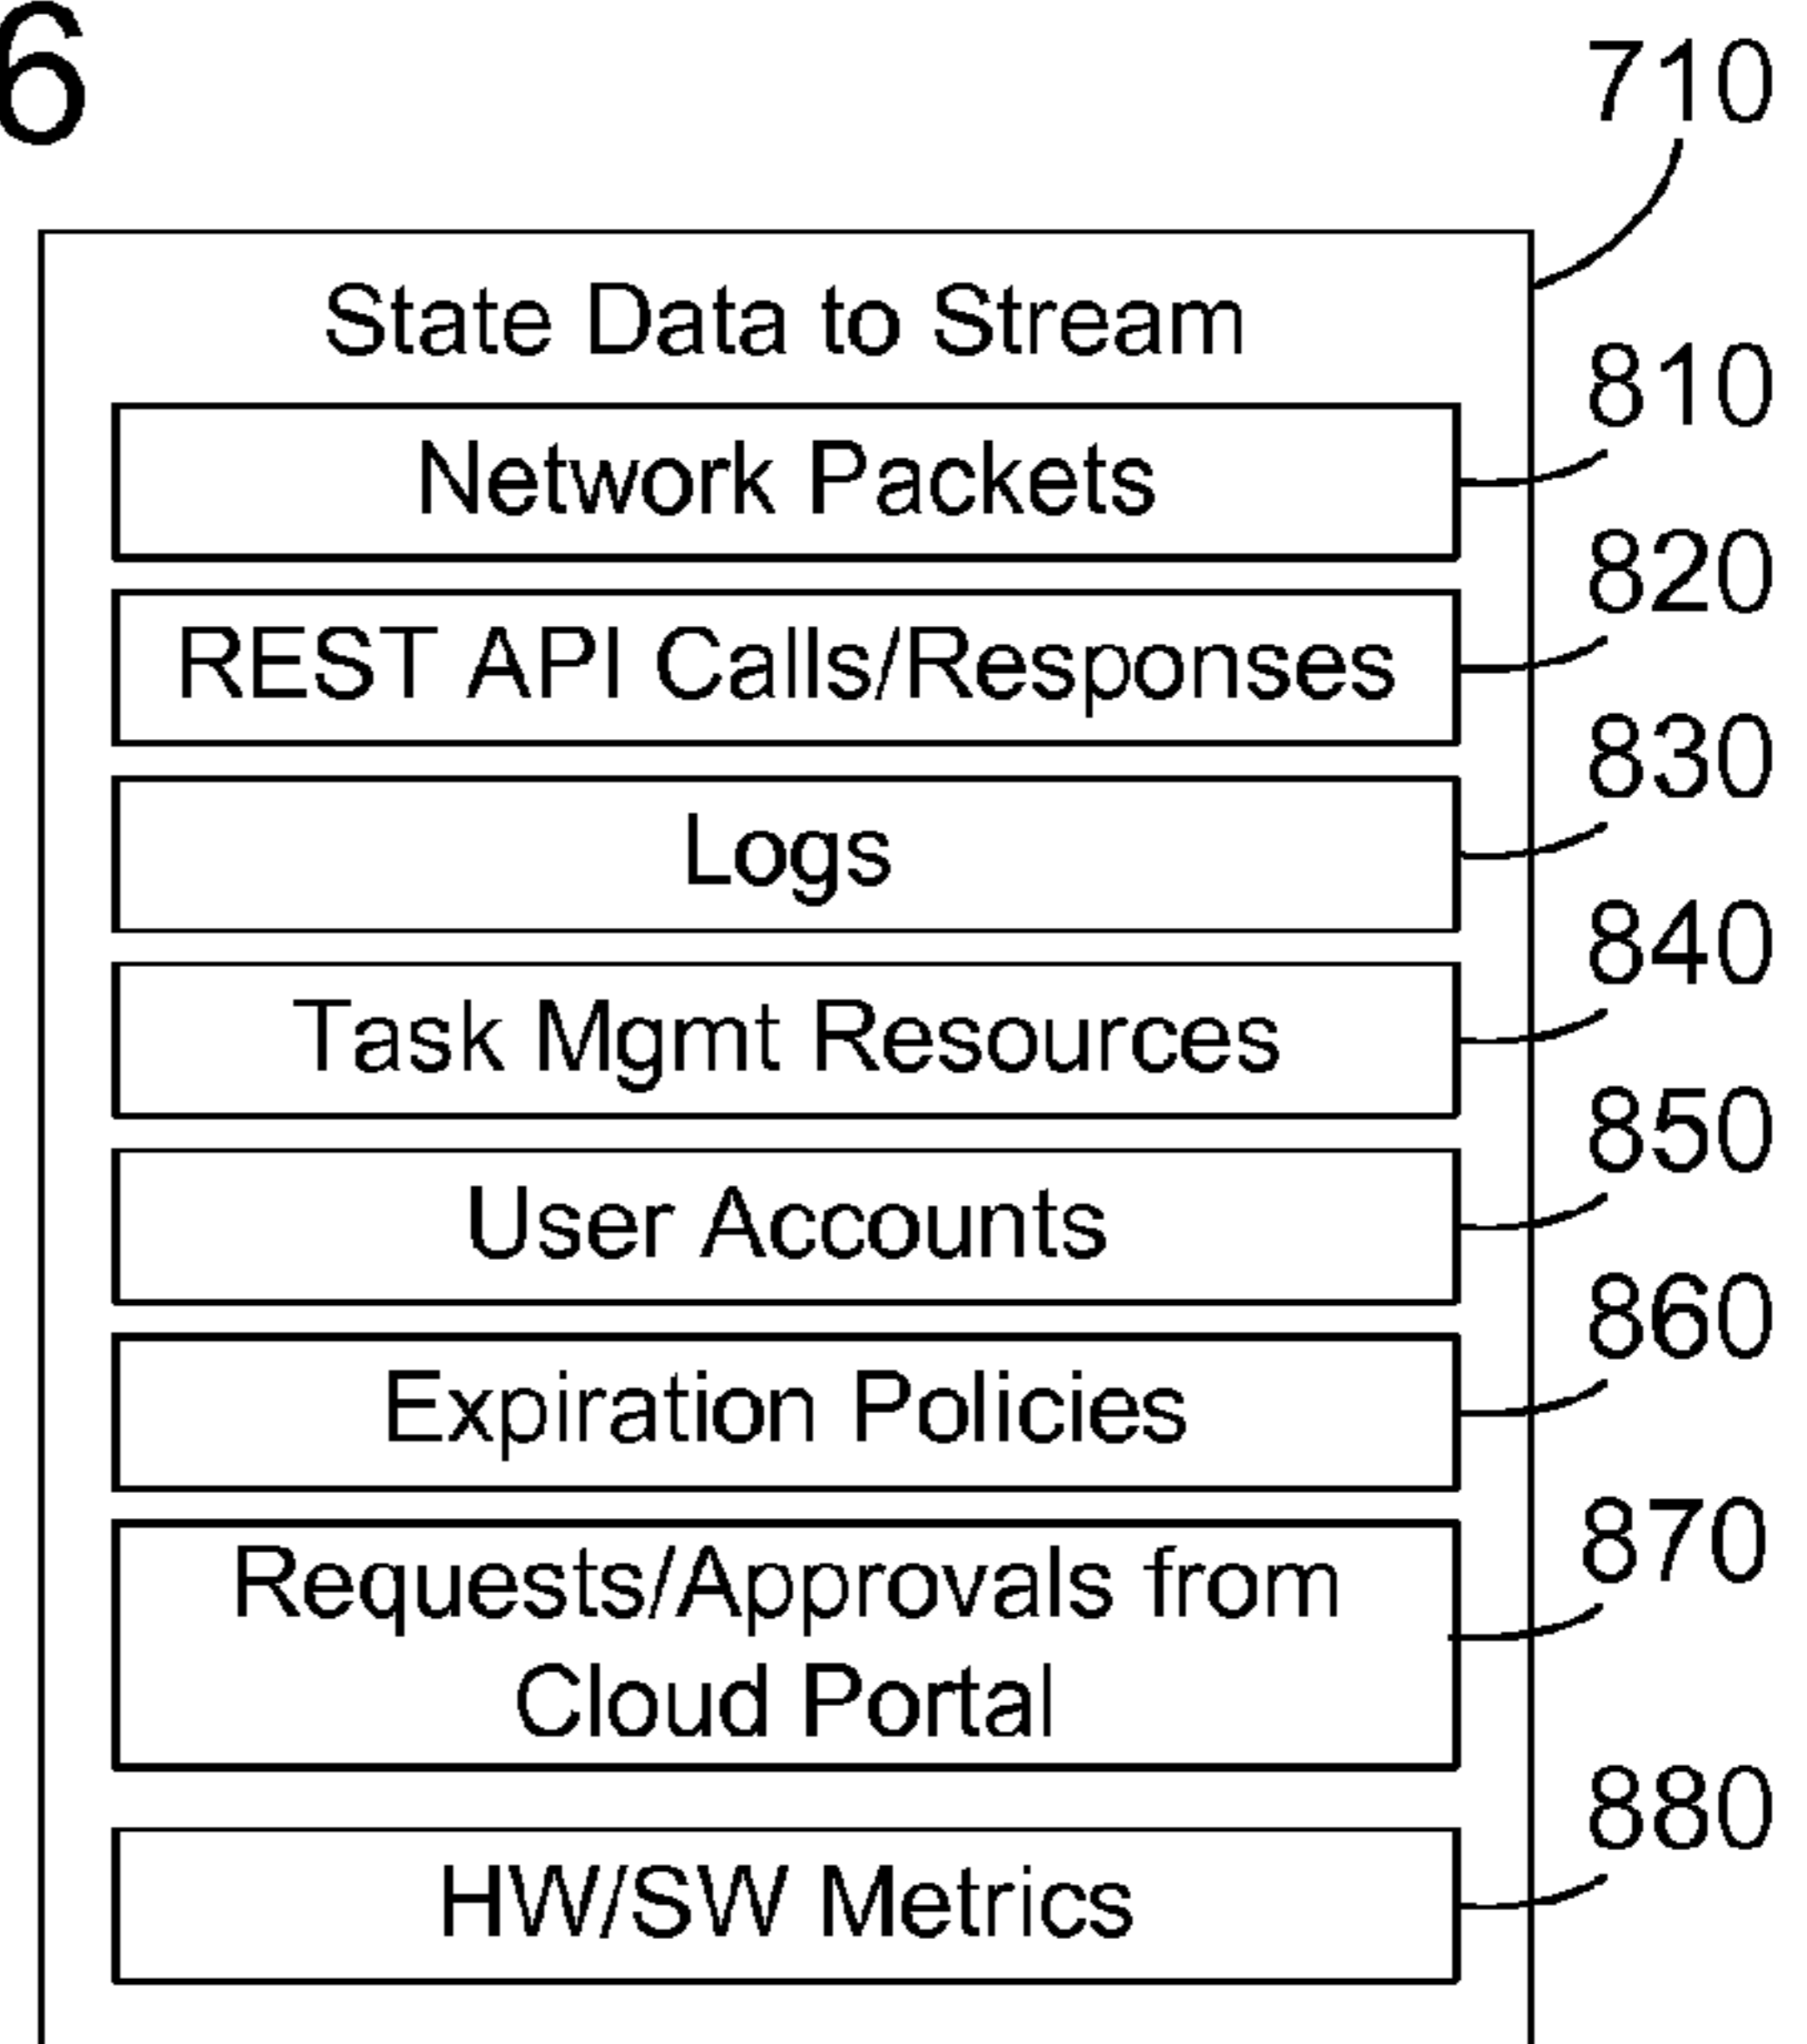 6
710
State Data to Stream
810
Network Packets
820
REST API Calls/Responses
830
Logs
840
Task Mgmt Resources
850
User Accounts
860
Expiration Policies
870
Requests/Approvals from
Cloud Portal
880
HW/SW Metrics